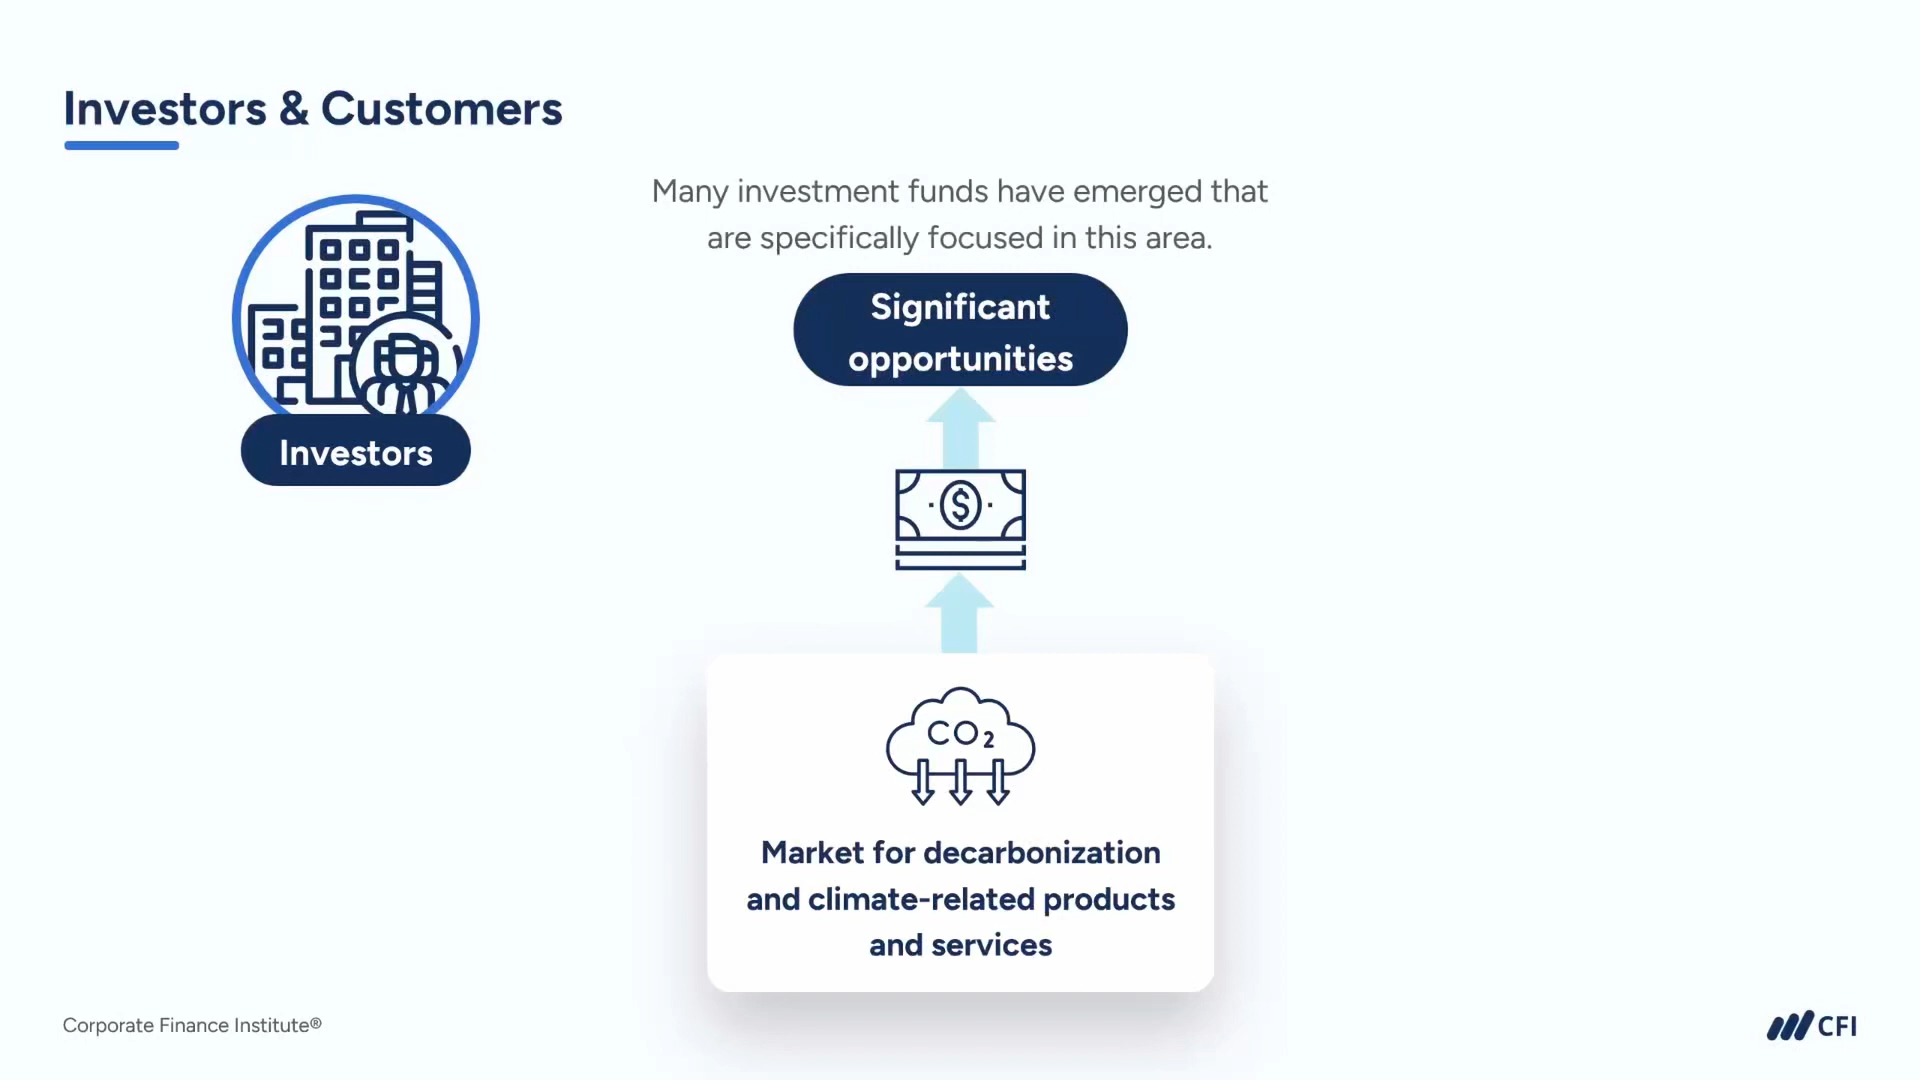 Investors & Customers
Investors
Many investment funds have emerged that
are specifically focused in this area.
Significant
opportunities
$
CO₂
Market for decarbonization
and climate-related products
and services
Corporate Finance Institute®
CFI